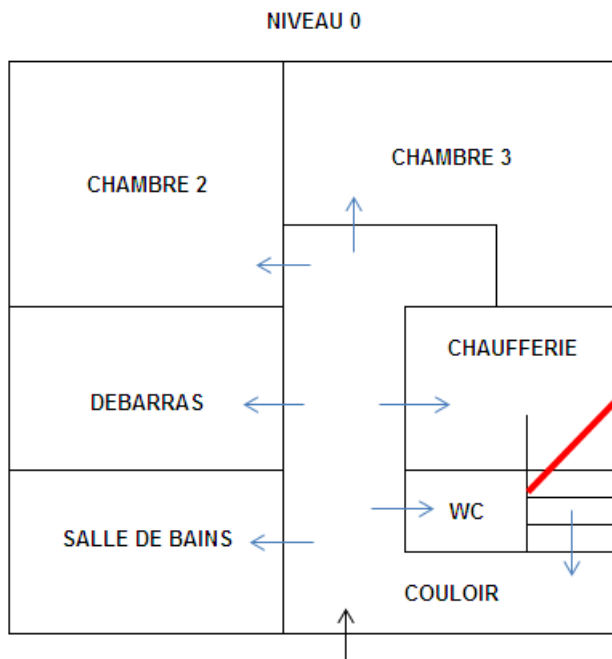 NIVEAU 0
CHAMBRE 3
CHAMBRE 2
CHAUFFERIE
DEBARRAS
WC
SALLE DE BAINS
COULOIR